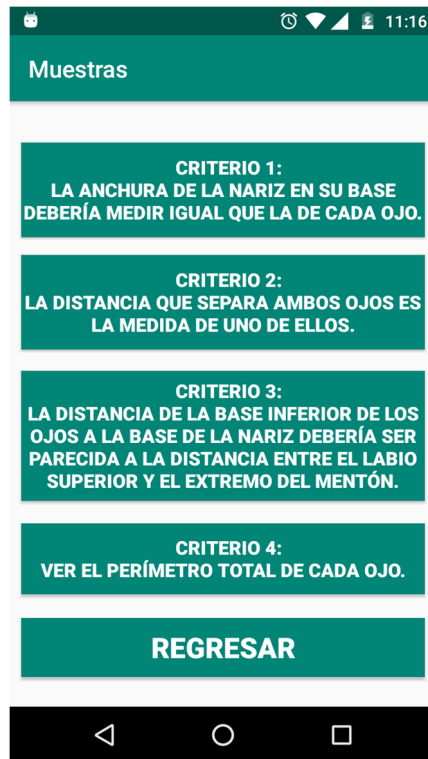 11:16
Muestras
CRITERIO 1:
LA ANCHURA DE LA NARIZ EN SU BASE
DEBERÍA MEDIR IGUAL QUE LA DE CADA OJO.
CRITERIO 2:
LA DISTANCIA QUE SEPARA AMBOS OJOS ES
LA MEDIDA DE UNO DE ELLOS.
CRITERIO 3:
LA DISTANCIA DE LA BASE INFERIOR DE LOS
OJOS A LA BASE DE LA NARIZ DEBERÍA SER
PARECIDA A LA DISTANCIA ENTRE EL LABIO
SUPERIOR Y EL EXTREMO DEL MENTÓN.
CRITERIO 4:
VER EL PERÍMETRO TOTAL DE CADA OJO.
REGRESAR